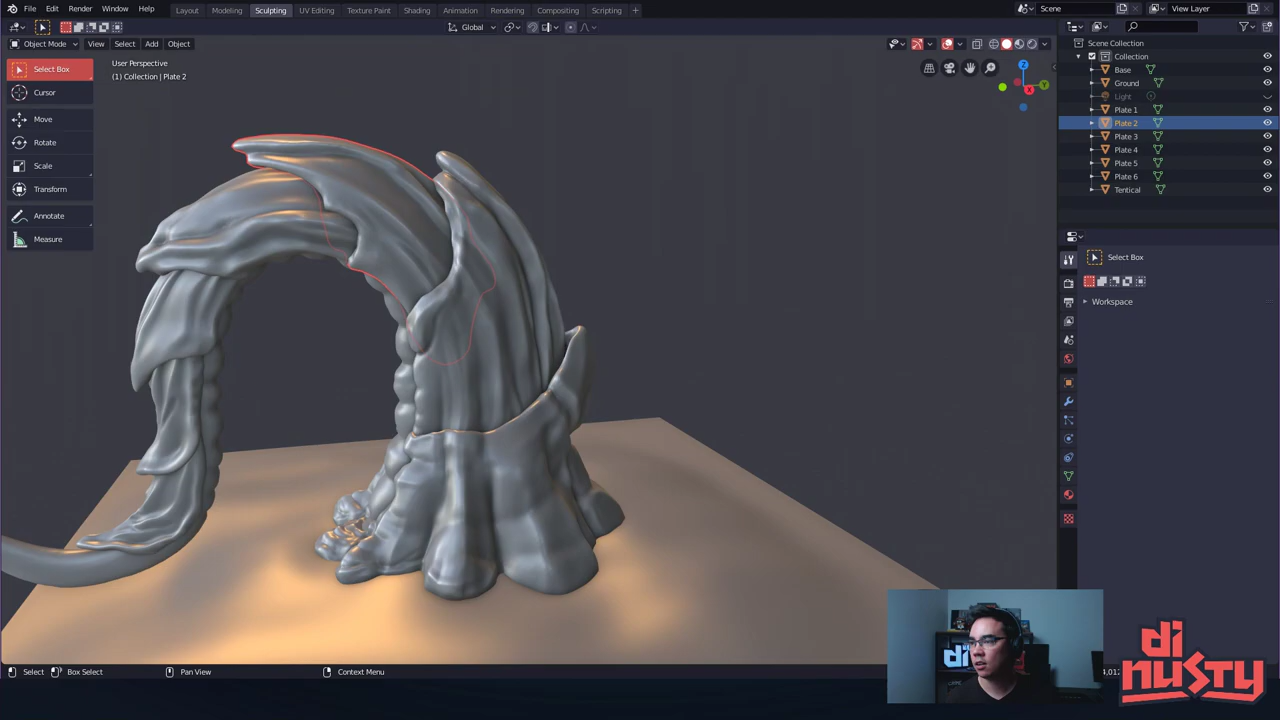 File Edit Render Window Help Layout Modeling Sculpting UV Editing Texture Paint Shading Animation Rendering Compositing Scripting + Scene View Layer
Global
Object Mode View Select Add Object
Select Box
Cursor
Move
Rotate
Scale
Transform
Annotate
Measure
User Perspective
(1) Collection | Plate 2
Z
Y
X
Scene Collection
Collection
Base
Ground
Light
Plate 1
Plate 2
Plate 3
Plate 4
Plate 5
Plate 6
Tentical
Select Box
Workspace
Select Box Select Pan View Context Menu
di
di
nusty